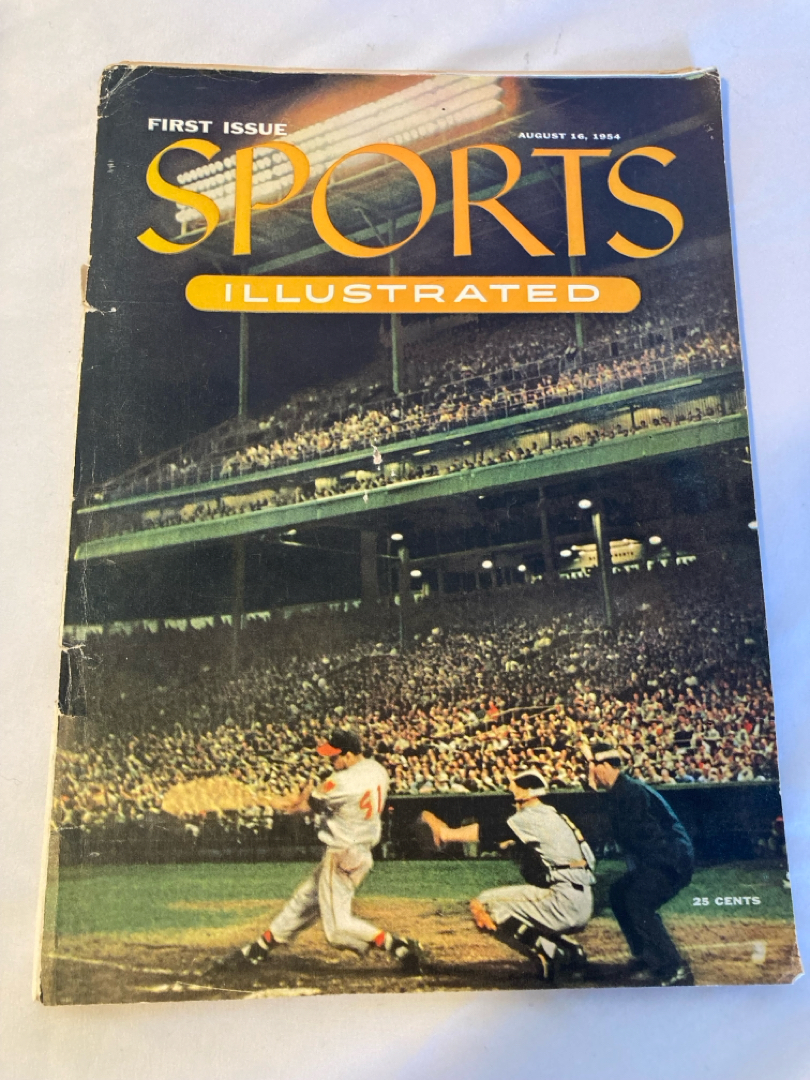 FIRST ISSUE
AUGUST 16, 1954
SPORTS
ILLUSTRATED
25 CENTS